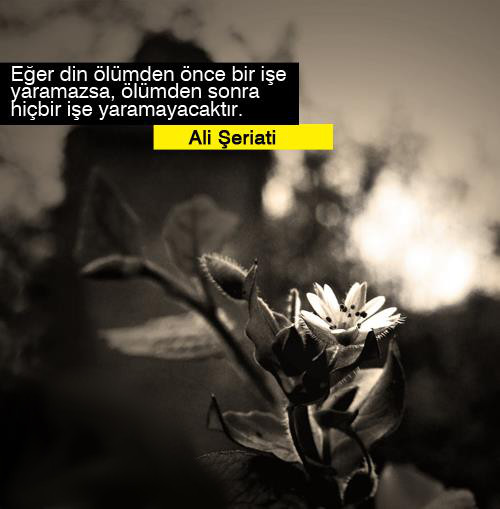 Eğer din ölümden önce bir işe
yaramazsa, ölümden sonra
hiçbir işe yaramayacaktır.
Ali Şeriati